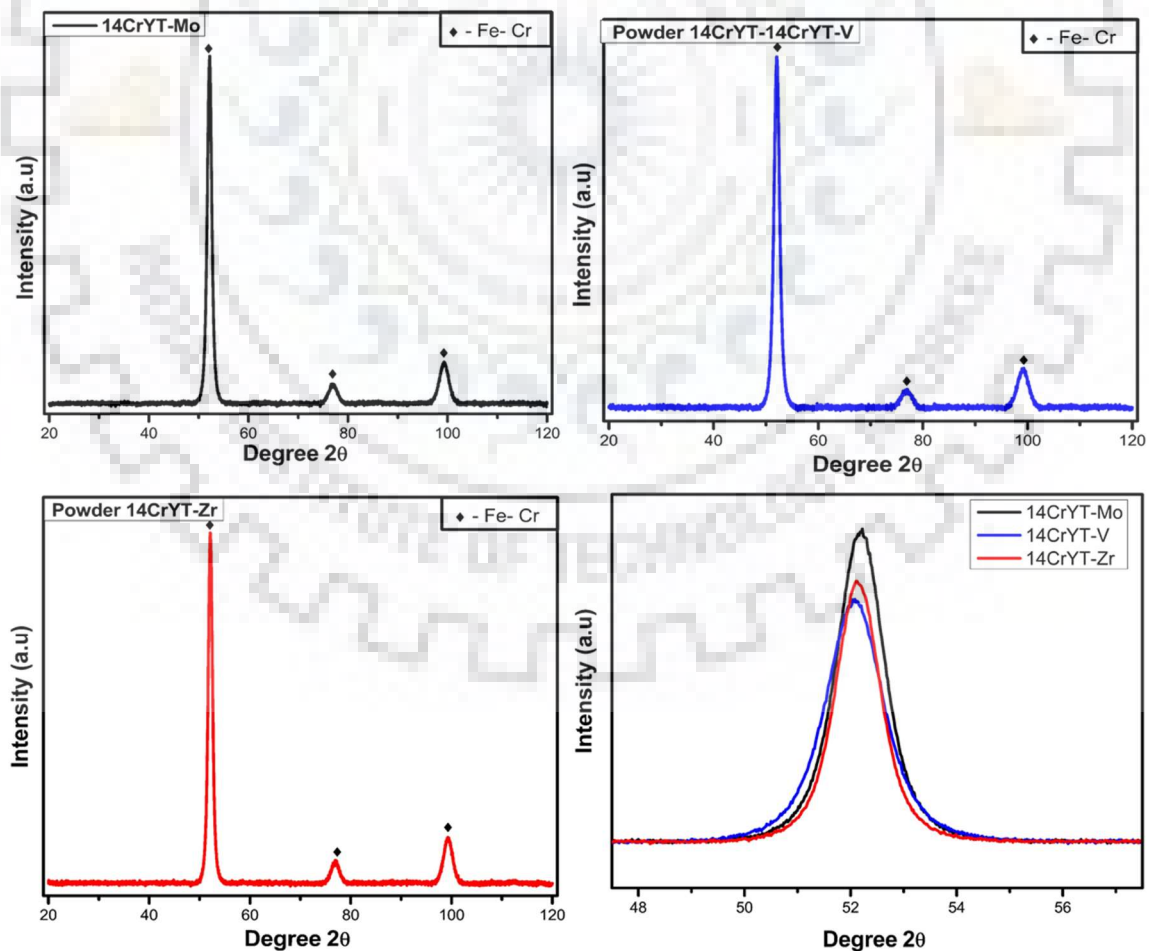 14CrYT-Mo
♦ - Fe- Cr
Intensity (a.u)
20 40 60 80 100 120
Degree 2θ
Powder 14CrYT-14CrYT-V
♦ - Fe- Cr
Intensity (a.u)
20 40 60 80 100 120
Degree 2θ
Powder 14CrYT-Zr
♦ - Fe- Cr
Intensity (a.u)
20 40 60 80 100 120
Degree 2θ
14CrYT-Mo
14CrYT-V
14CrYT-Zr
Intensity (a.u)
48 50 52 54 56
Degree 2θ